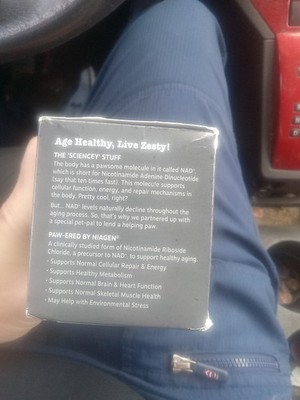 Age Healthy, Live Zesty!
THE 'SCIENCEY' STUFF
The body has a pawsome molecule in it called NAD⁺,
which is short for Nicotinamide Adenine Dinucleotide
(say that ten times fast). This molecule supports
cellular function, energy, and repair mechanisms in
the body. Pretty cool, right?
But... NAD⁺ levels naturally decline throughout the
aging process. So, that's why we partnered up with
a special pet-pal to lend a helping paw.
PAW-ERED BY NIAGEN®
A clinically studied form of Nicotinamide Riboside
Chloride, a precursor to NAD⁺, to support healthy aging.
- Supports Normal Cellular Repair & Energy
- Supports Healthy Metabolism
- Supports Normal Brain & Heart Function
- Supports Normal Skeletal Muscle Health
- May Help with Environmental Stress